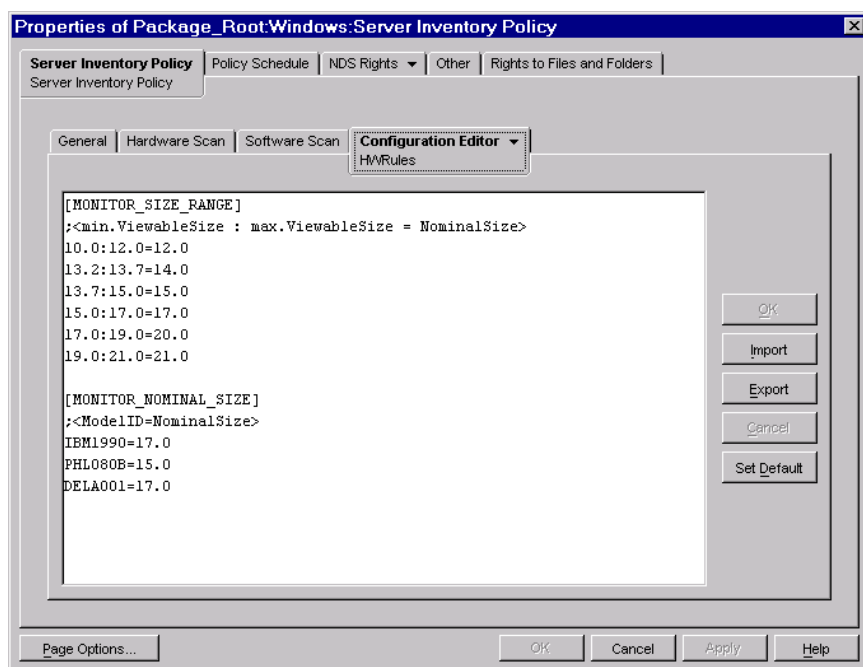 Properties of Package_Root:Windows:Server Inventory Policy
Server Inventory Policy Policy Schedule NDS Rights Other Rights to Files and Folders
Server Inventory Policy
General Hardware Scan Software Scan Configuration Editor
HWRules
[MONITOR_SIZE_RANGE]
;<min.ViewableSize : max.ViewableSize = NominalSize>
10.0:12.0=12.0
13.2:13.7=14.0
13.7:15.0=15.0
15.0:17.0=17.0
17.0:19.0=20.0
19.0:21.0=21.0
[MONITOR_NOMINAL_SIZE]
;<ModelID=NominalSize>
IBM1990=17.0
PHL080B=15.0
DELA001=17.0
OK
Import
Export
Cancel
Set Default
Page Options... OK Cancel Apply Help